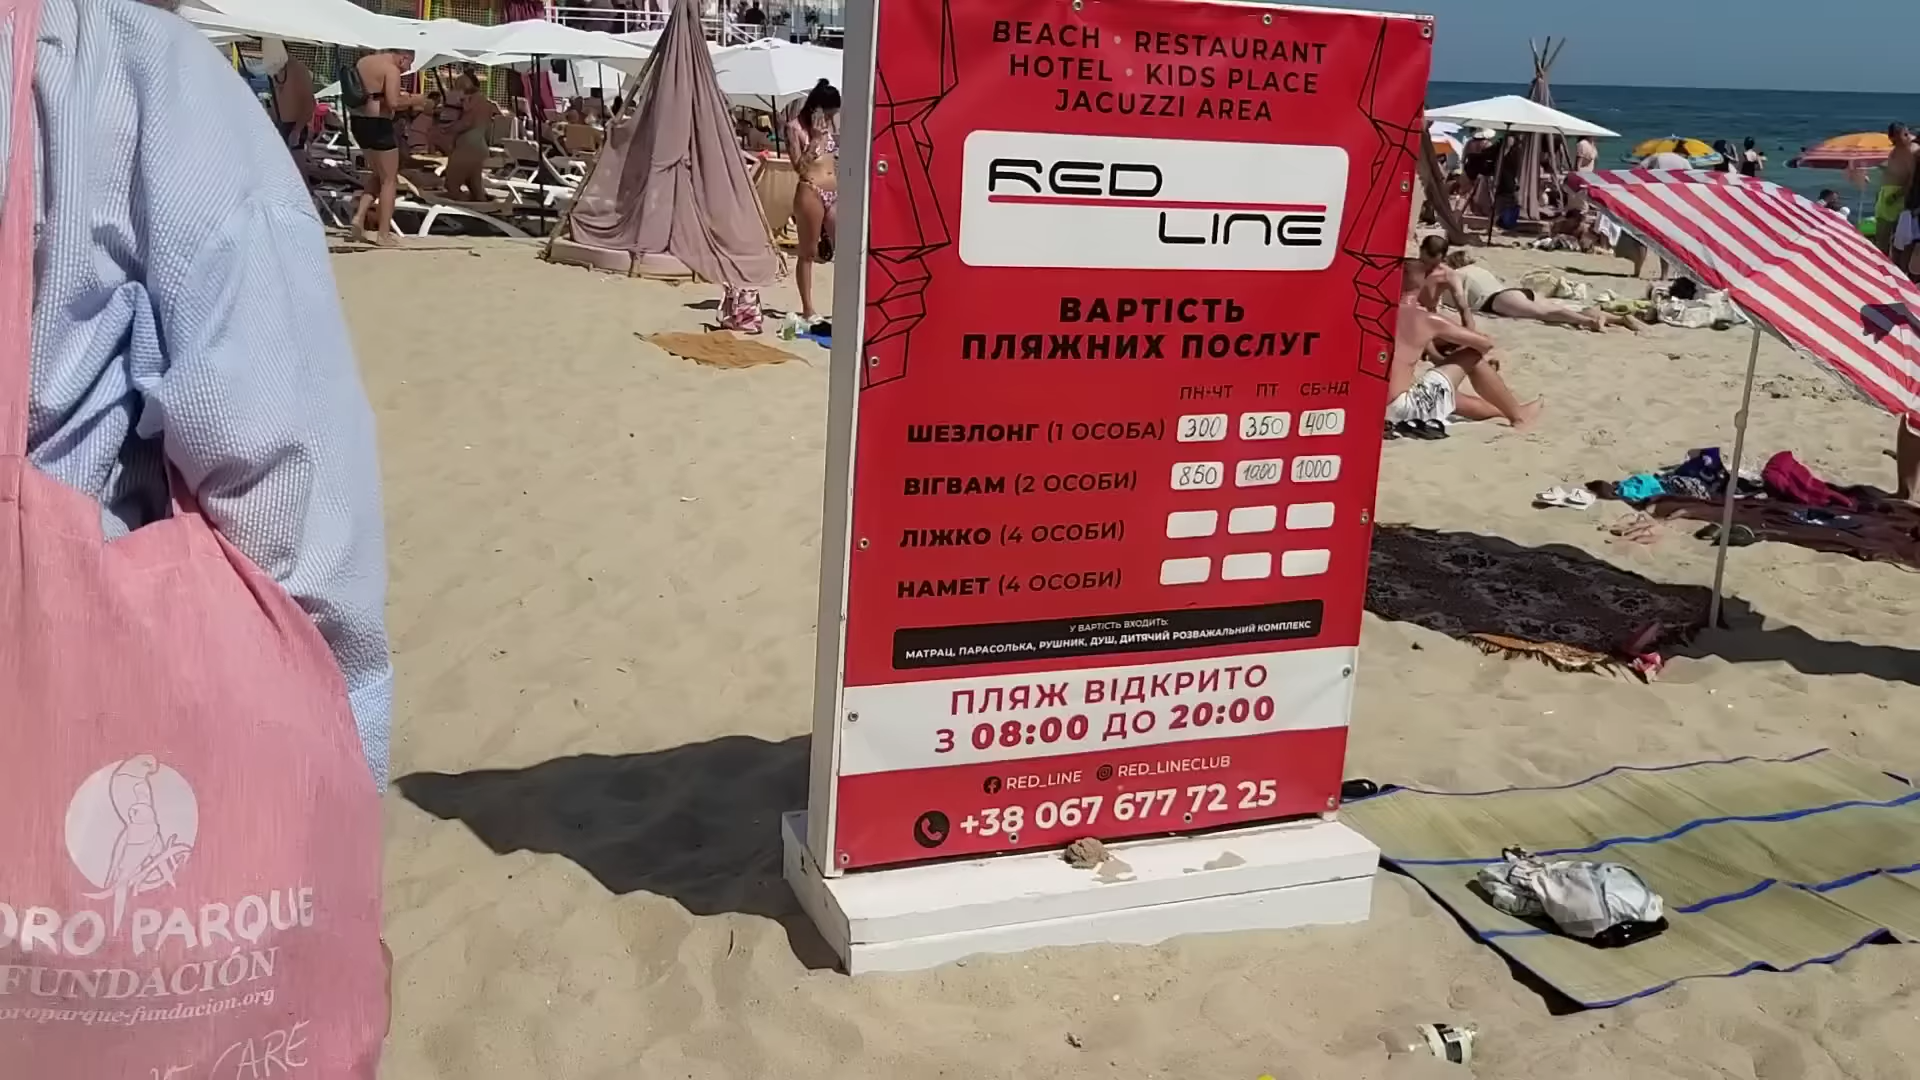 BEACH • RESTAURANT
HOTEL • KIDS PLACE
JACUZZI AREA
RED
LINE
ВАРТІСТЬ
ПЛЯЖНИХ ПОСЛУГ
ПН-ЧТ ПТ СБ-НД
ШЕЗЛОНГ (1 ОСОБА) 300 350 400
ВІГВАМ (2 ОСОБИ) 850 1000 1000
ЛІЖКО (4 ОСОБИ)
НАМЕТ (4 ОСОБИ)
У ВАРТІСТЬ ВХОДИТЬ:
МАТРАЦ, ПАРАСОЛЬКА, РУШНИК, ДУШ, ДИТЯЧИЙ РОЗВАЖАЛЬНИЙ КОМПЛЕКС
ПЛЯЖ ВІДКРИТО
З 08:00 ДО 20:00
RED_LINE RED_LINECLUB
+38 067 677 72 25
ORO PARQUE
FUNDACIÓN
oroparque-fundacion.org
CARE